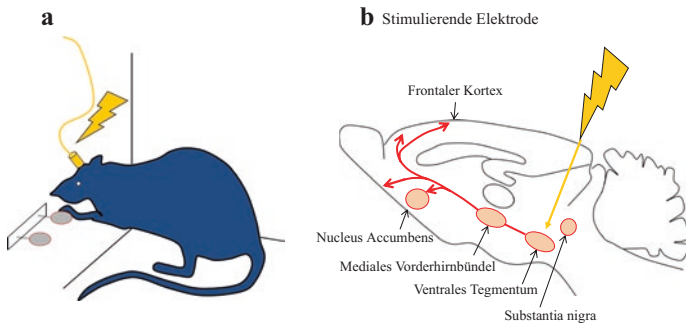 a
b Stimulierende Elektrode
Frontaler Kortex
Nucleus Accumbens
Mediales Vorderhirnbündel
Ventrales Tegmentum
Substantia nigra